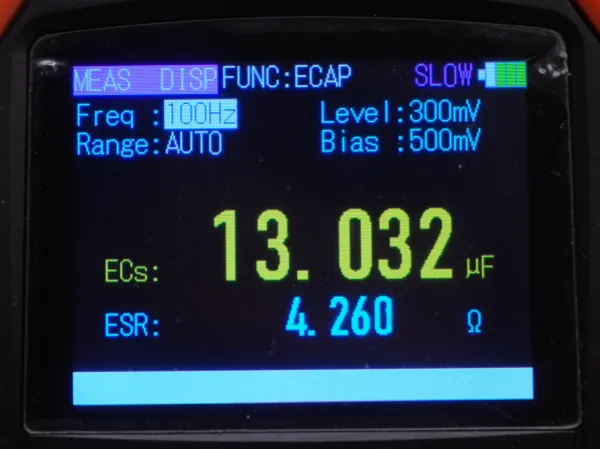 MEAS DISP FUNC:ECAP SLOW
Freq :100Hz Level:300mV
Range:AUTO Bias :500mV
ECs: 13.032 µF
ESR: 4.260 Ω